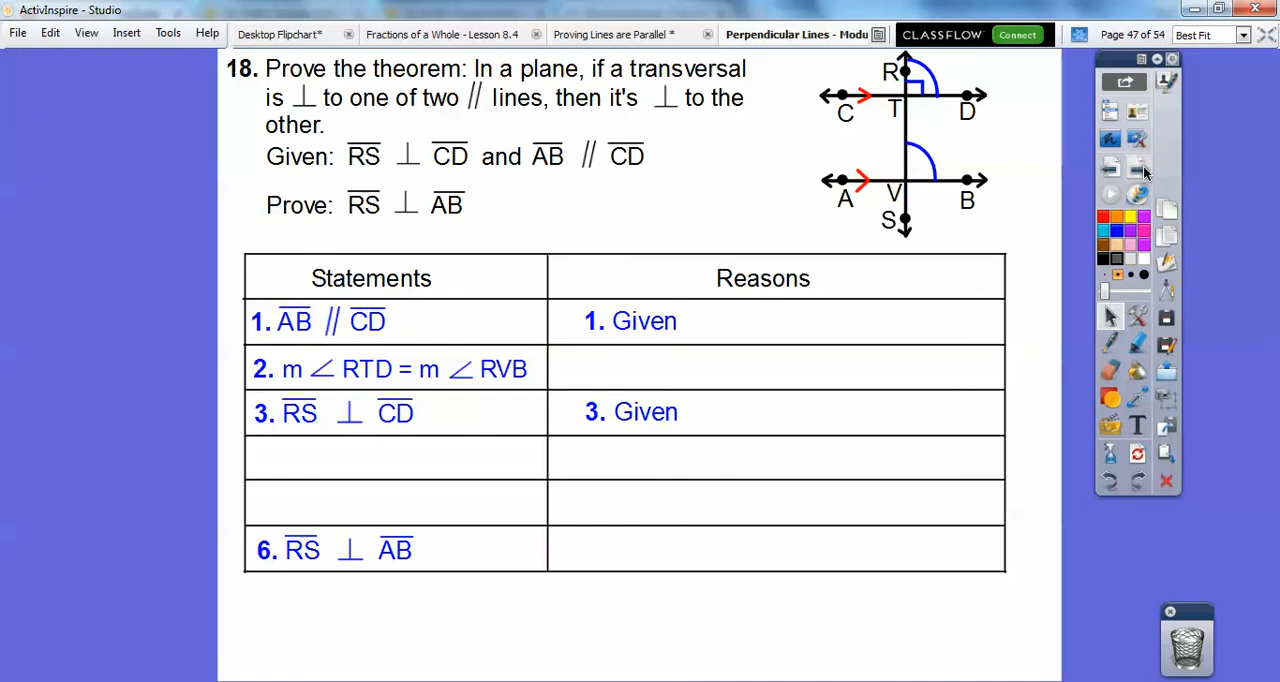 ActivInspire - Studio
File Edit View Insert Tools Help Desktop Flipchart* Fractions of a Whole - Lesson 8.4 Proving Lines are Parallel * Perpendicular Lines - Modu CLASSFLOW Connect Page 47 of 54 Best Fit
18. Prove the theorem: In a plane, if a transversal
is ⊥ to one of two // lines, then it's ⊥ to the
other.
Given: RS ⊥ CD and AB // CD
Prove: RS ⊥ AB
R
C T D
A V B
S
Statements Reasons
1. AB // CD 1. Given
2. m ∠ RTD = m ∠ RVB
3. RS ⊥ CD 3. Given
6. RS ⊥ AB